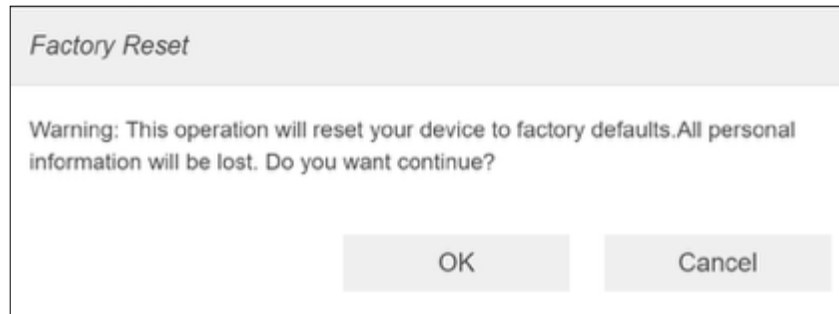 Factory Reset
Warning: This operation will reset your device to factory defaults.All personal
information will be lost. Do you want continue?
OK Cancel